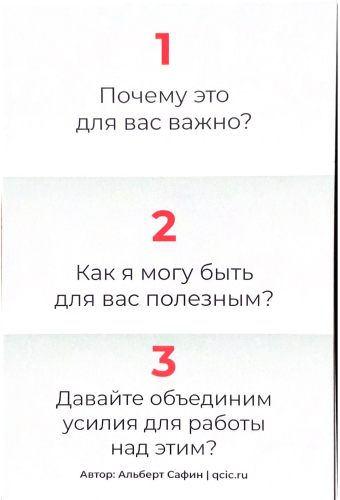 1
Почему это
для вас важно?
2
Как я могу быть
для вас полезным?
3
Давайте объединим
усилия для работы
над этим?
Автор: Альберт Сафин | qcic.ru